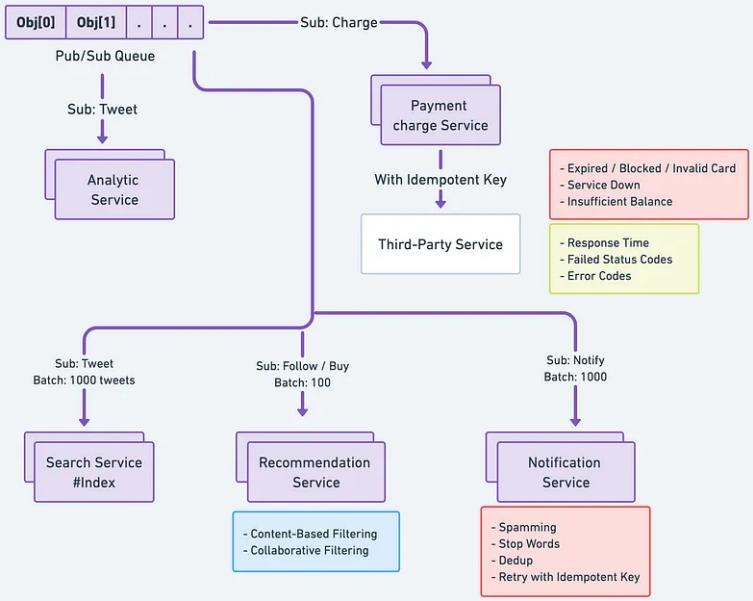 Obj[0] Obj[1] . . .
Pub/Sub Queue
Sub: Charge
Sub: Tweet
Payment
charge Service
Analytic
Service
With Idempotent Key
Third-Party Service
- Expired / Blocked / Invalid Card
- Service Down
- Insufficient Balance
- Response Time
- Failed Status Codes
- Error Codes
Sub: Tweet
Batch: 1000 tweets
Sub: Follow / Buy
Batch: 100
Sub: Notify
Batch: 1000
Search Service
#Index
Recommendation
Service
Notification
Service
- Content-Based Filtering
- Collaborative Filtering
- Spamming
- Stop Words
- Dedup
- Retry with Idempotent Key